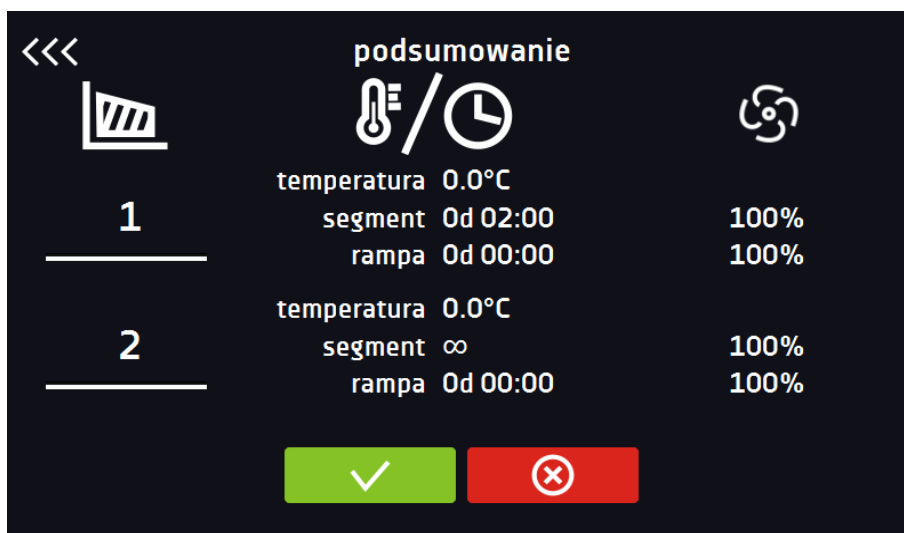 <<< podsumowanie
temperatura 0.0°C
1 segment 0d 02:00 100%
rampa 0d 00:00 100%
temperatura 0.0°C
2 segment ∞ 100%
rampa 0d 00:00 100%